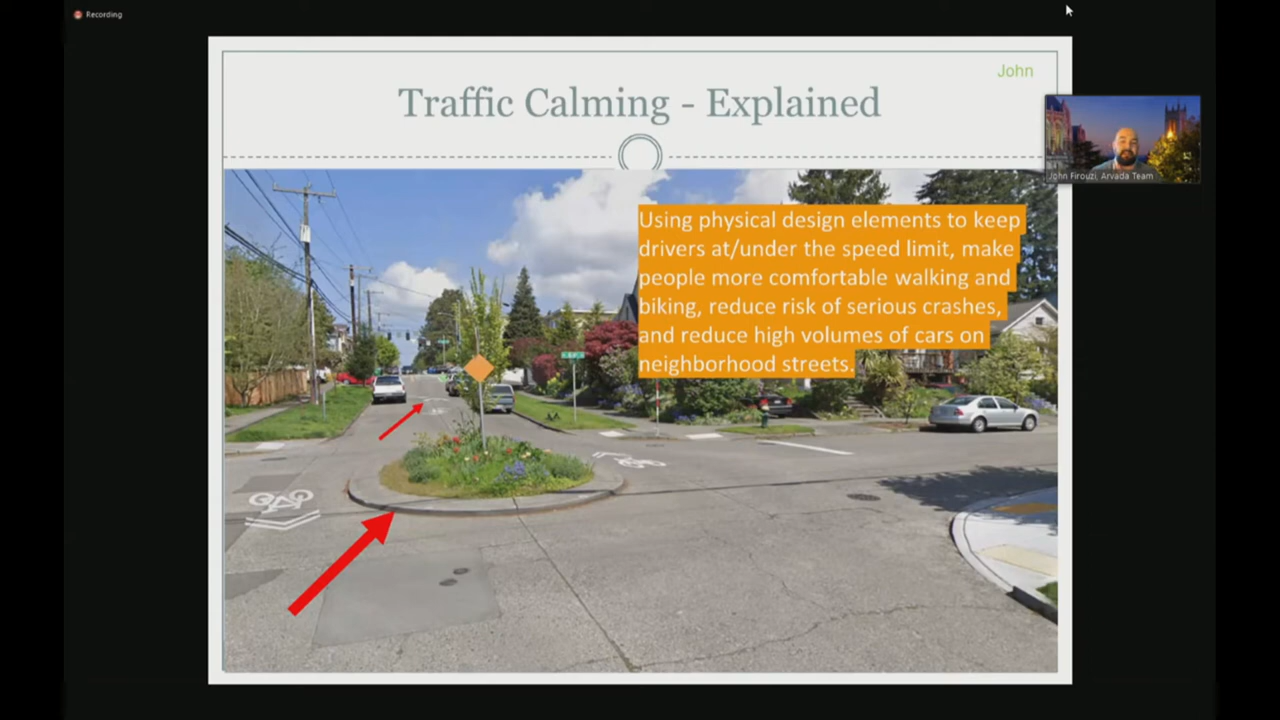 Recording
John
Traffic Calming - Explained
Using physical design elements to keep
drivers at/under the speed limit, make
people more comfortable walking and
biking, reduce risk of serious crashes,
and reduce high volumes of cars on
neighborhood streets.
John Firouzi, Arvada Team